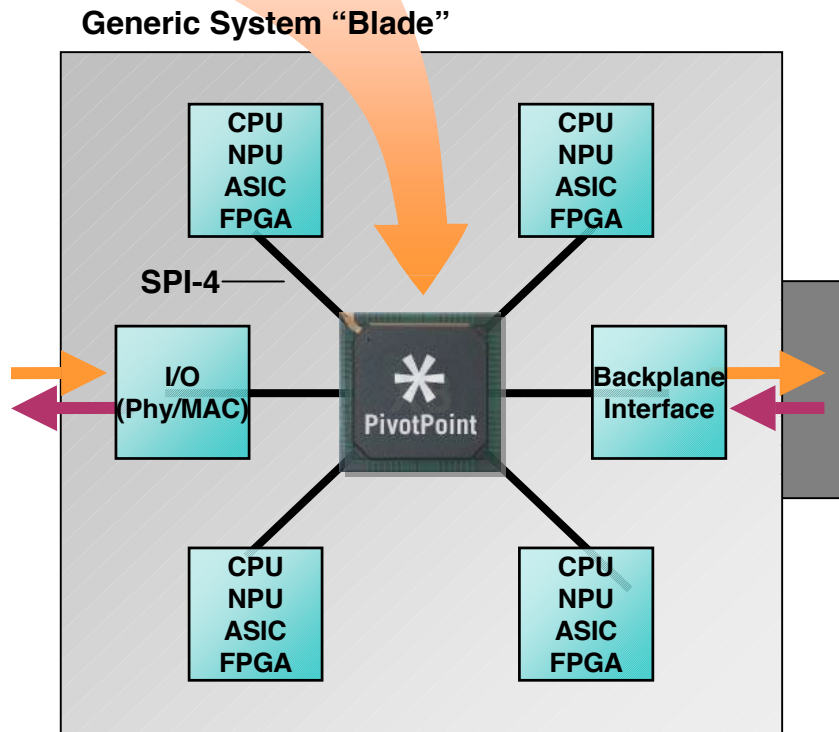 Generic System “Blade”
CPU
NPU
ASIC
FPGA
CPU
NPU
ASIC
FPGA
SPI-4
I/O
(Phy/MAC)
PivotPoint
Backplane
Interface
CPU
NPU
ASIC
FPGA
CPU
NPU
ASIC
FPGA